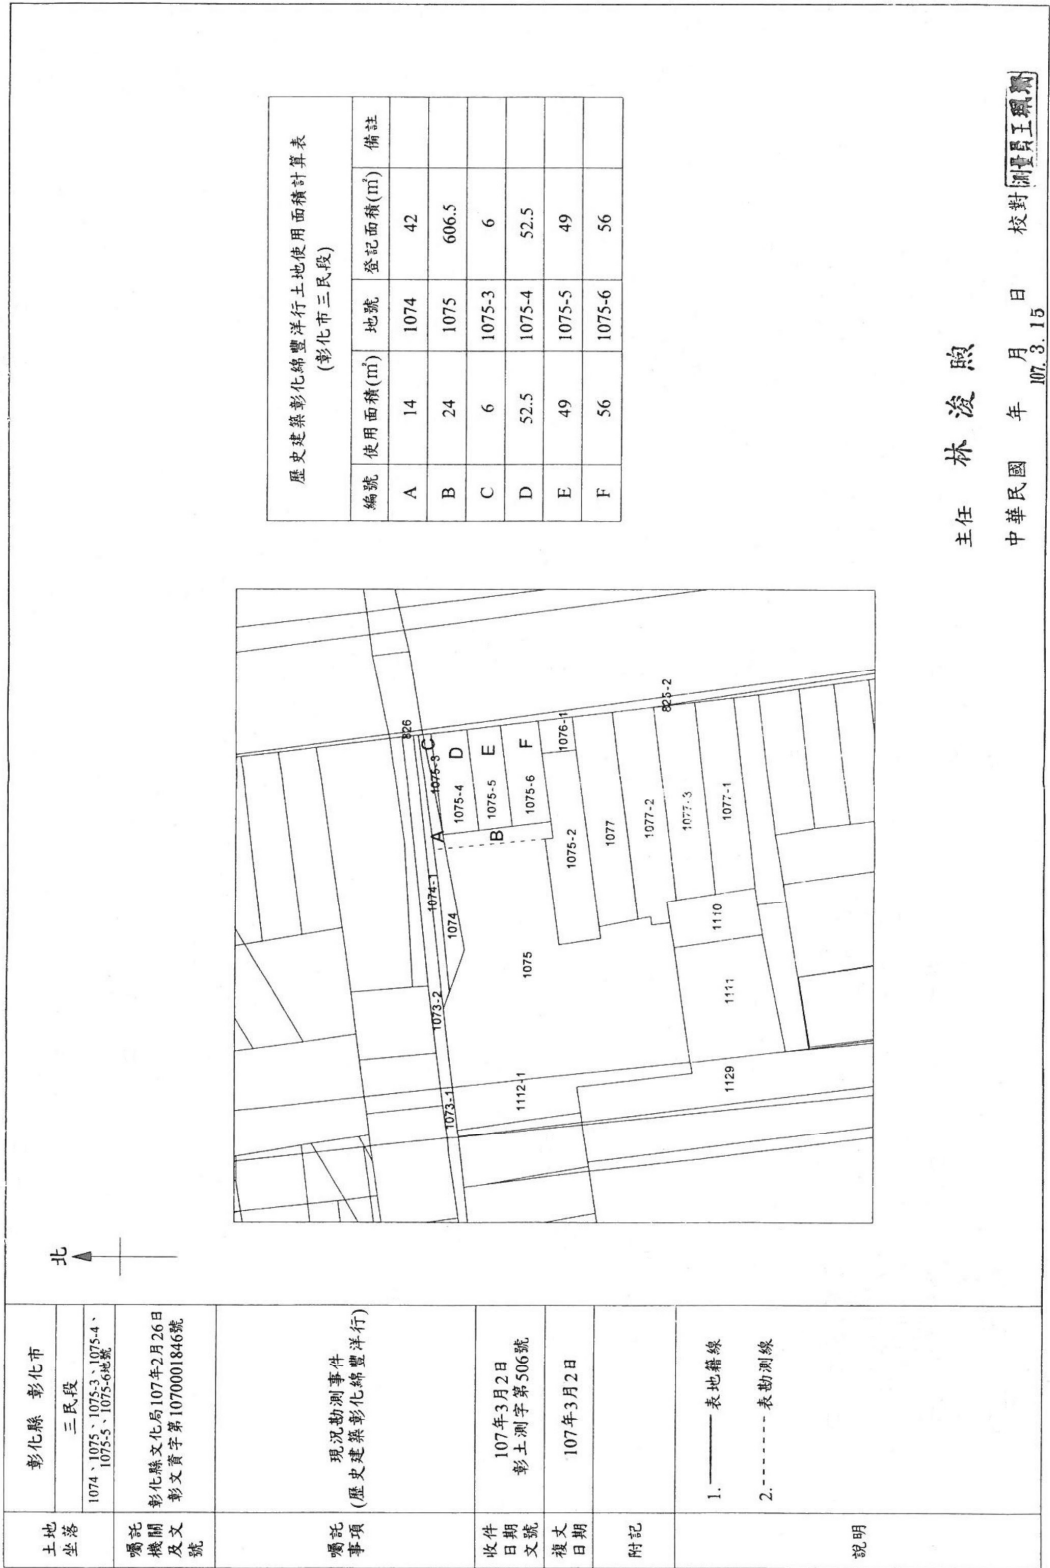 土地坐落
彰化縣 彰化市
三民段
1074、1075、1075-3、1075-4、
1075-5、1075-6地號
囑託機關及文號
彰化縣文化局107年2月26日
彰文資字第1070001846號
囑託事項
現況勘測事件
(歷史建築彰化綿豐洋行)
收件日期文號
107年3月2日
彰土測字第506號
複丈日期
107年3月2日
附記
說明
1. 表地籍線
2. 表勘測線
北
826
C
1075-3
D
1075-4
E
1075-5
F
1075-6
A
B
1074-1
1074
1073-2
1073-1
1075
1075-2
1076-1
1077
1077-2
1077-3
1077-1
825-2
1110
1111
1112-1
1129
歷史建築彰化綿豐洋行土地使用面積計算表
(彰化市三民段)
編號 使用面積(㎡) 地號 登記面積(㎡) 備註
A 14 1074 42
B 24 1075 606.5
C 6 1075-3 6
D 52.5 1075-4 52.5
E 49 1075-5 49
F 56 1075-6 56
主任 林浚煦
中華民國 年 月 日 校對
107. 3. 15
測量員王